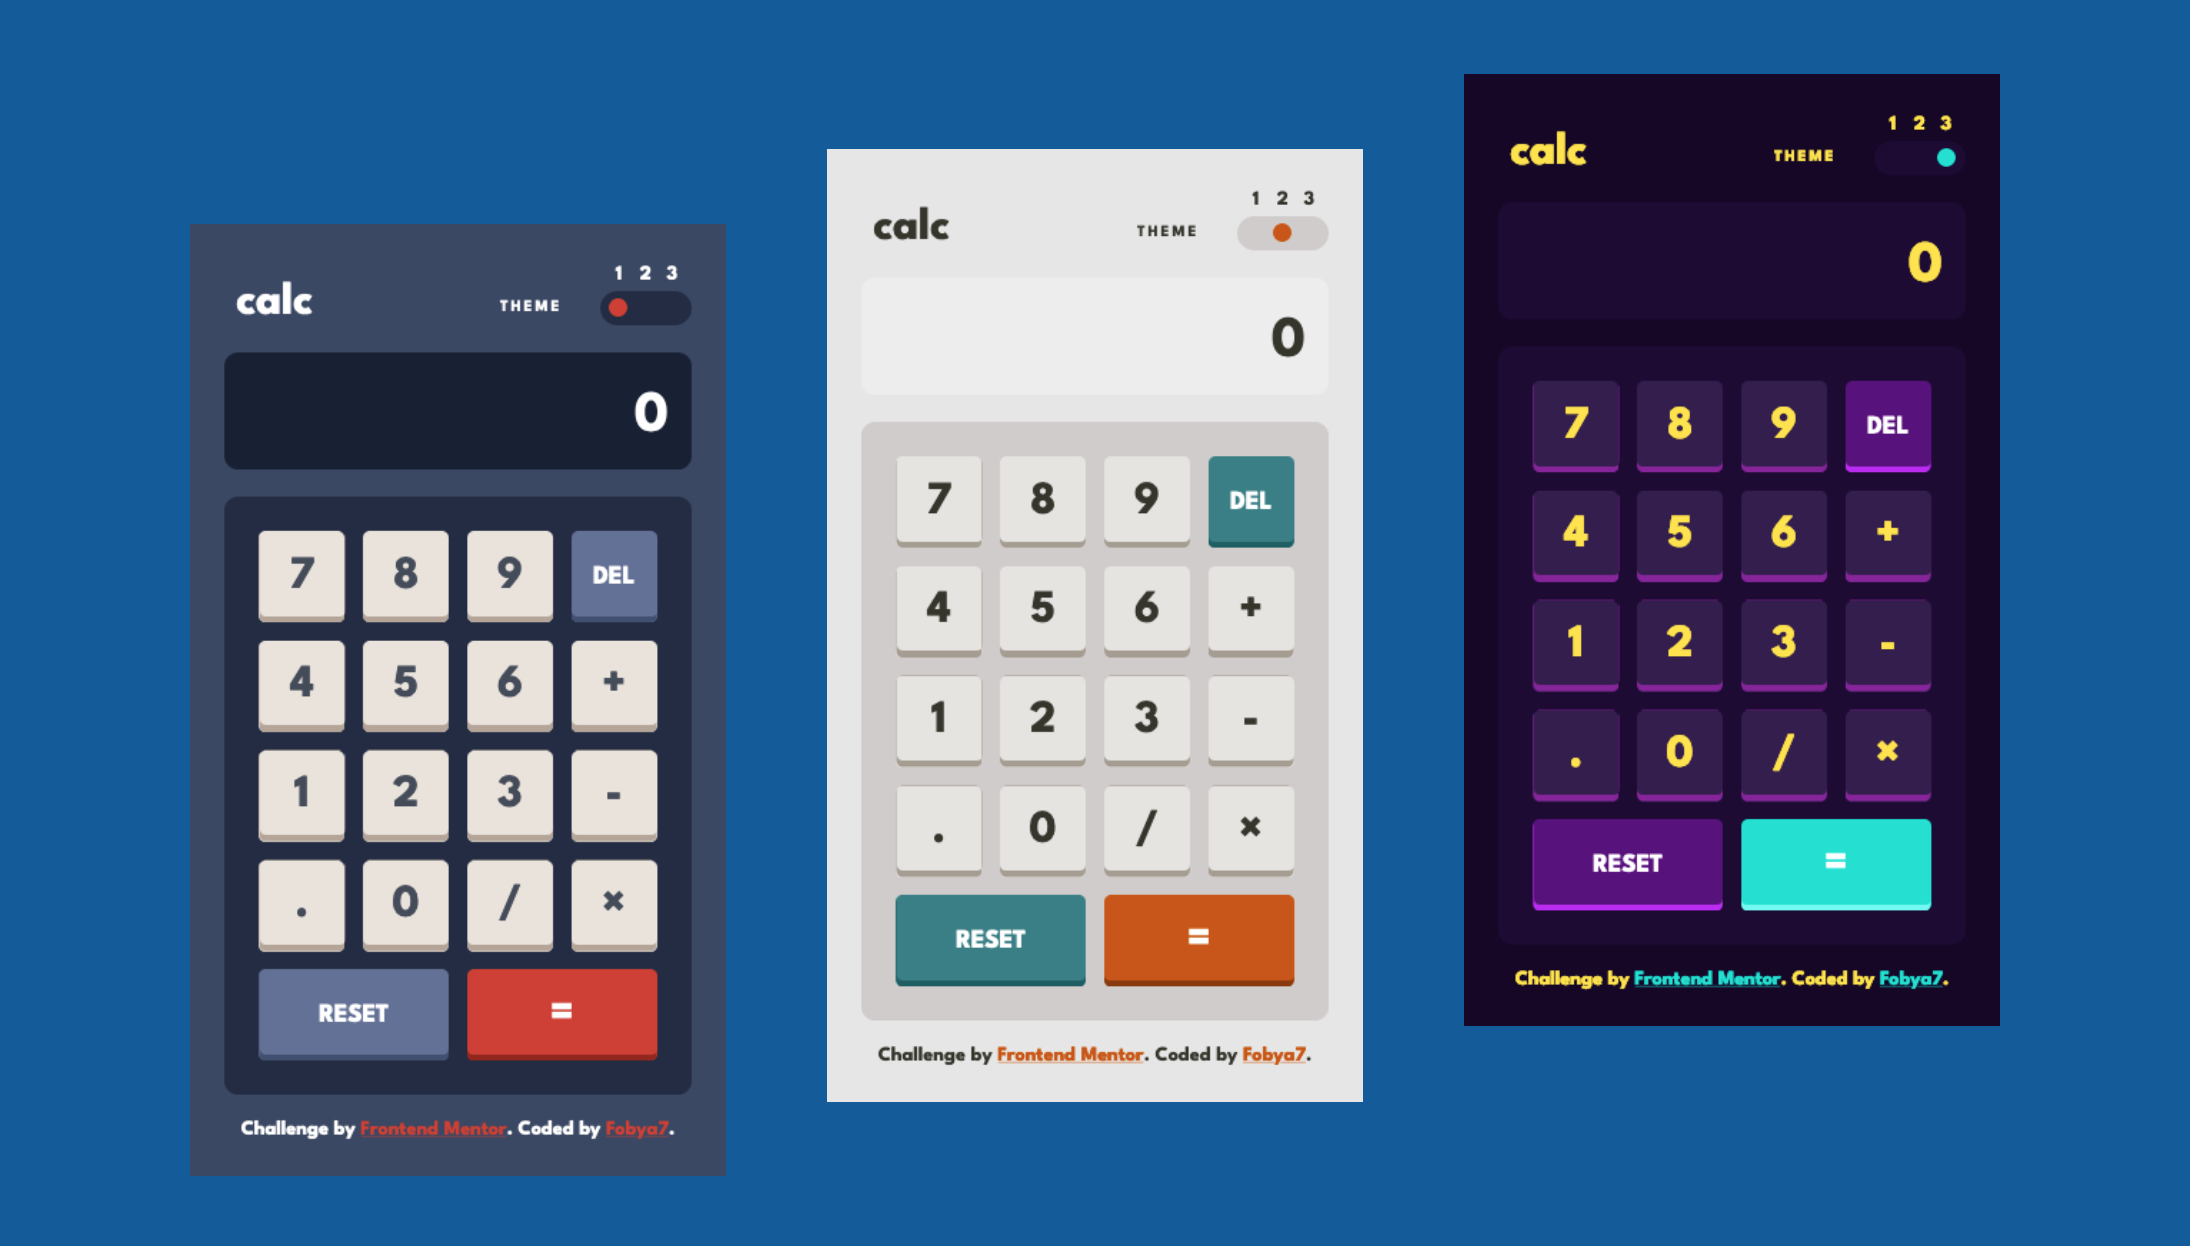 calc
THEME
1 2 3
0
7 8 9 DEL
4 5 6 +
1 2 3 -
. 0 / ×
RESET =
Challenge by Frontend Mentor. Coded by Fobya7.
calc
THEME
1 2 3
0
7 8 9 DEL
4 5 6 +
1 2 3 -
. 0 / ×
RESET =
Challenge by Frontend Mentor. Coded by Fobya7.
calc
THEME
1 2 3
0
7 8 9 DEL
4 5 6 +
1 2 3 -
. 0 / ×
RESET =
Challenge by Frontend Mentor. Coded by Fobya7.